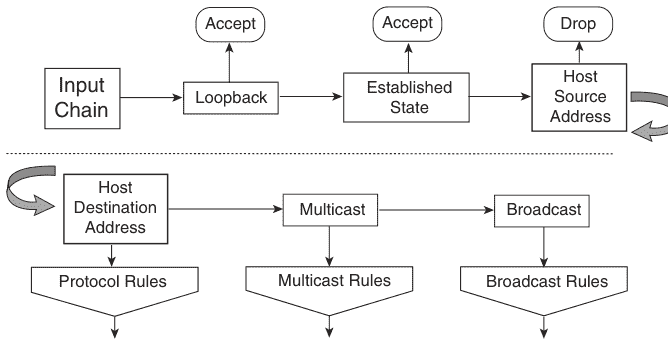 Accept
Accept
Drop
Input
Chain
Loopback
Established
State
Host
Source
Address
Host
Destination
Address
Multicast
Broadcast
Protocol Rules
Multicast Rules
Broadcast Rules